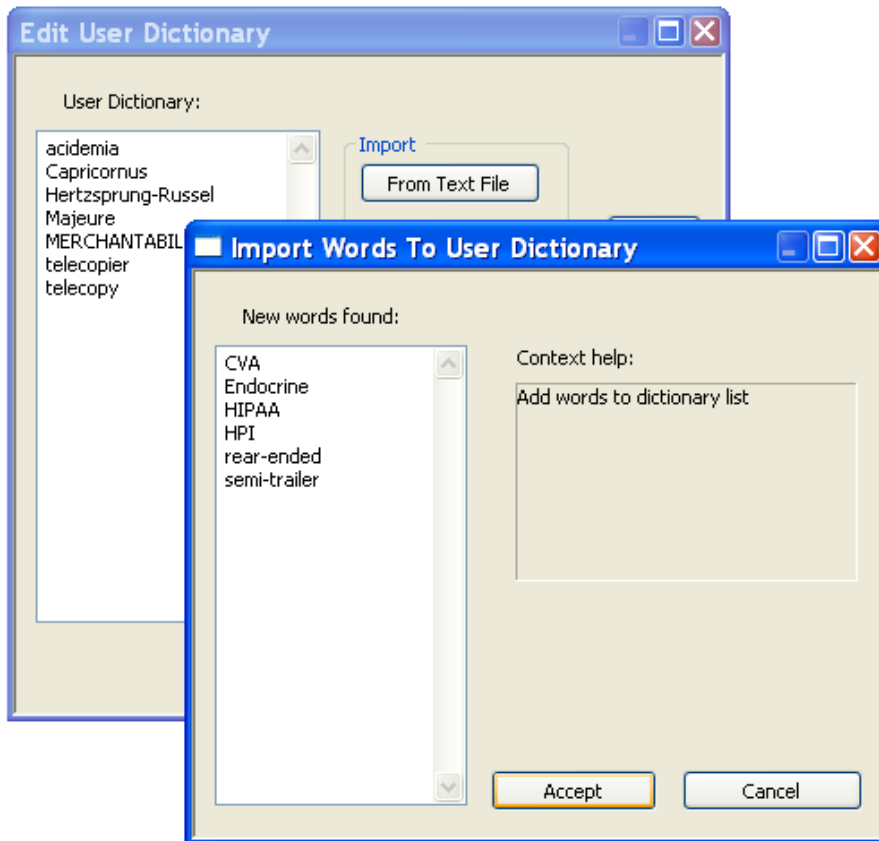 Edit User Dictionary
User Dictionary:
acidemia
Capricornus
Hertzsprung-Russel
Majeure
MERCHANTABIL
telecopier
telecopy
Import
From Text File
Import Words To User Dictionary
New words found:
CVA
Endocrine
HIPAA
HPI
rear-ended
semi-trailer
Context help:
Add words to dictionary list
Accept
Cancel